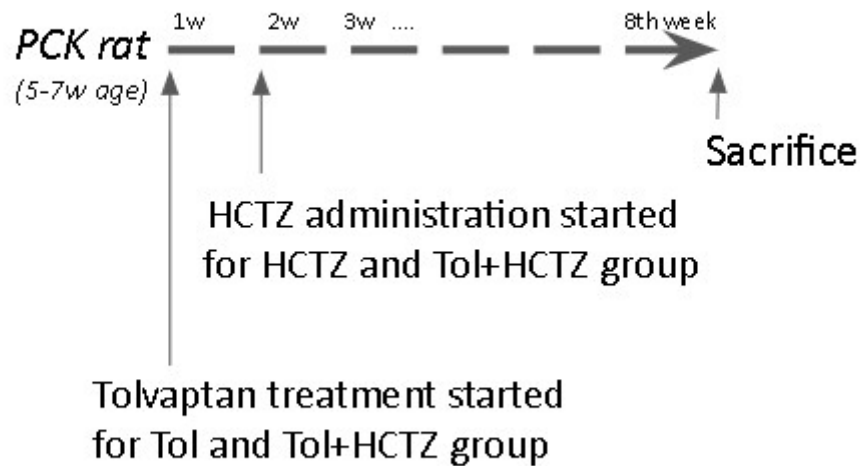 1w 2w 3w .... 8th week
PCK rat
(5-7w age)
Sacrifice
HCTZ administration started
for HCTZ and Tol+HCTZ group
Tolvaptan treatment started
for Tol and Tol+HCTZ group